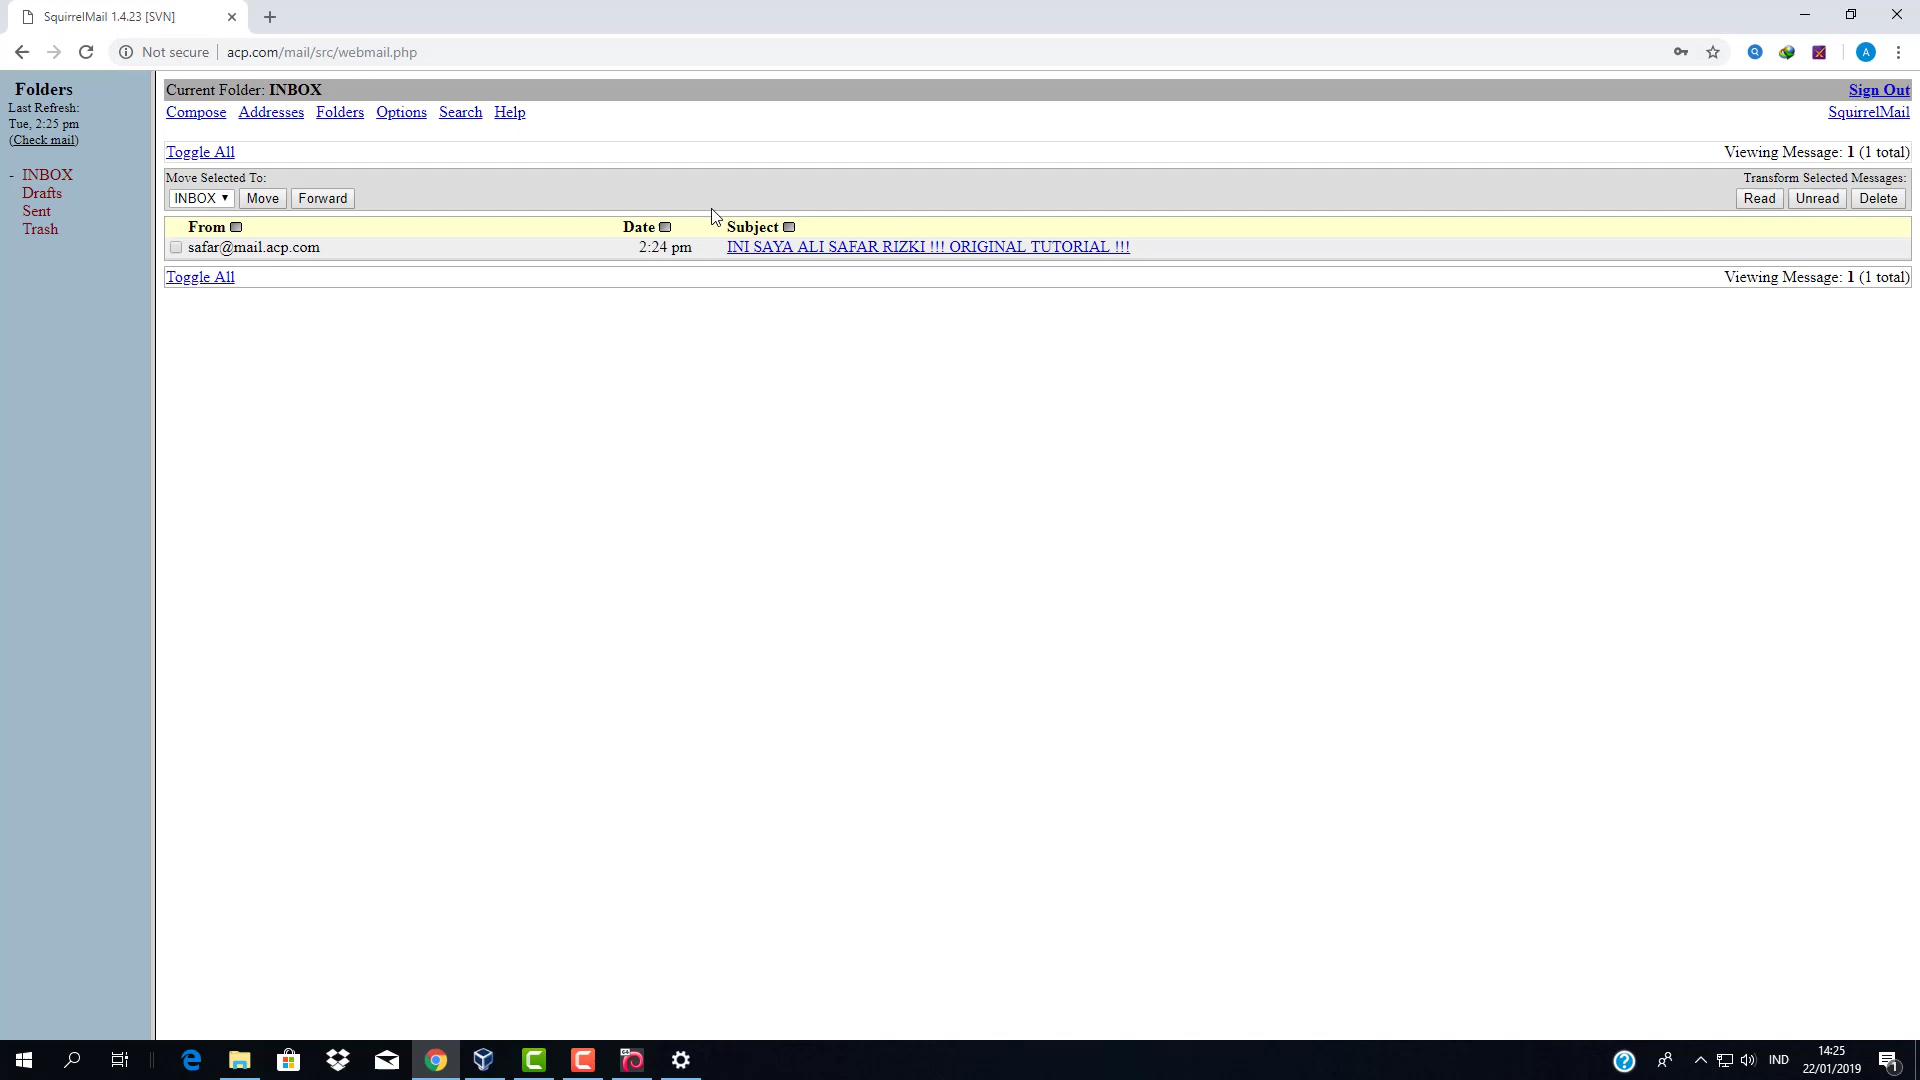 SquirrelMail 1.4.23 [SVN]
Not secure
acp.com/mail/src/webmail.php
A
Folders
Last Refresh:
Tue, 2:25 pm
(Check mail)
- INBOX
Drafts
Sent
Trash
Current Folder: INBOX
Sign Out
Compose Addresses Folders Options Search Help
SquirrelMail
Toggle All
Viewing Message: 1 (1 total)
Move Selected To:
Transform Selected Messages:
INBOX Move Forward
Read Unread Delete
From Date Subject
safar@mail.acp.com 2:24 pm INI SAYA ALI SAFAR RIZKI !!! ORIGINAL TUTORIAL !!!
Toggle All
Viewing Message: 1 (1 total)
IND
14:25
22/01/2019
1